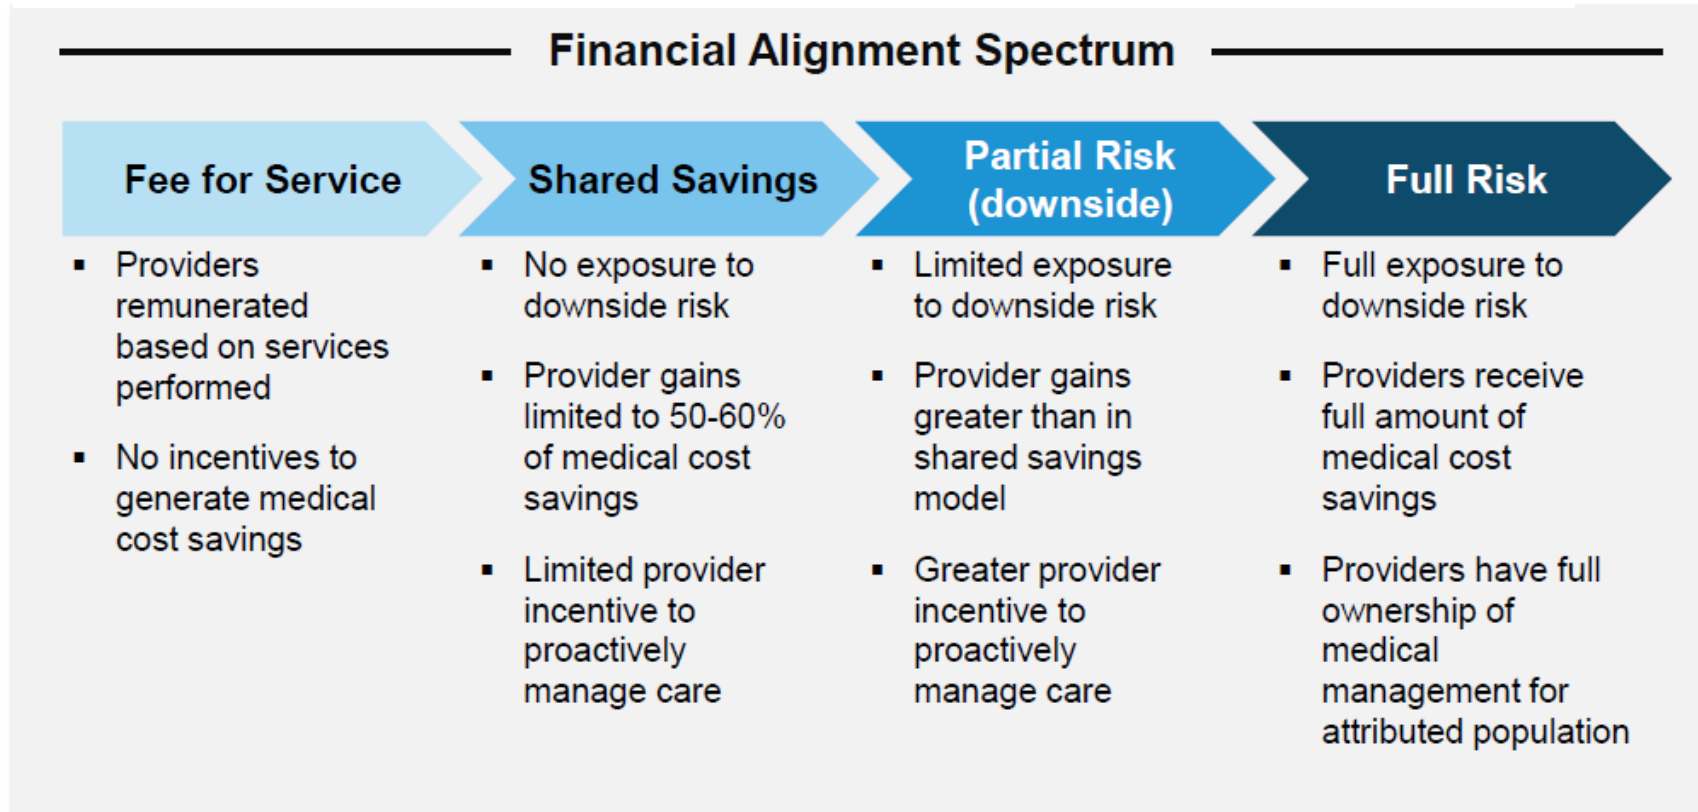 Financial Alignment Spectrum
Fee for Service
▪ Providers
remunerated
based on services
performed
▪ No incentives to
generate medical
cost savings
Shared Savings
▪ No exposure to
downside risk
▪ Provider gains
limited to 50-60%
of medical cost
savings
▪ Limited provider
incentive to
proactively
manage care
Partial Risk
(downside)
▪ Limited exposure
to downside risk
▪ Provider gains
greater than in
shared savings
model
▪ Greater provider
incentive to
proactively
manage care
Full Risk
▪ Full exposure to
downside risk
▪ Providers receive
full amount of
medical cost
savings
▪ Providers have full
ownership of
medical
management for
attributed population